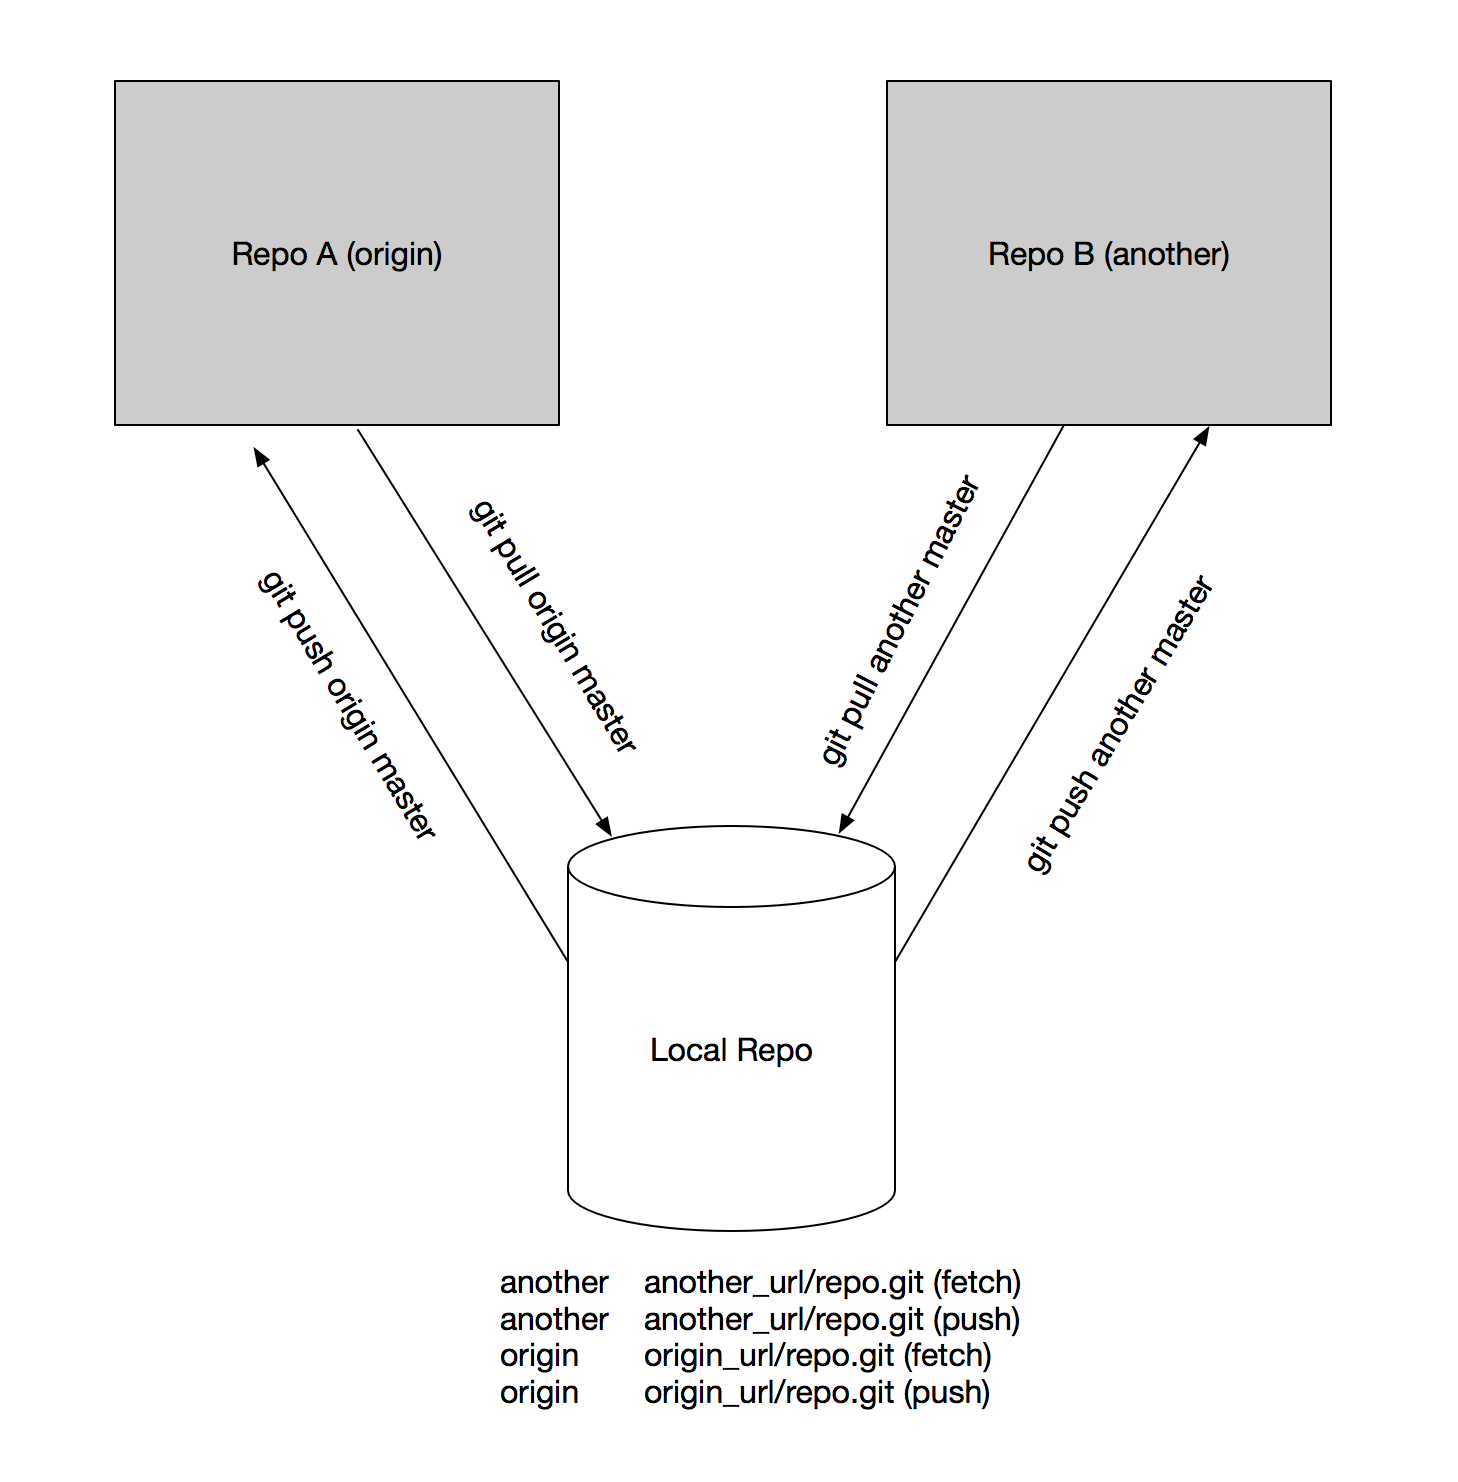 Repo A (origin)
Repo B (another)
git push origin master
git pull origin master
git pull another master
git push another master
Local Repo
another another_url/repo.git (fetch)
another another_url/repo.git (push)
origin origin_url/repo.git (fetch)
origin origin_url/repo.git (push)